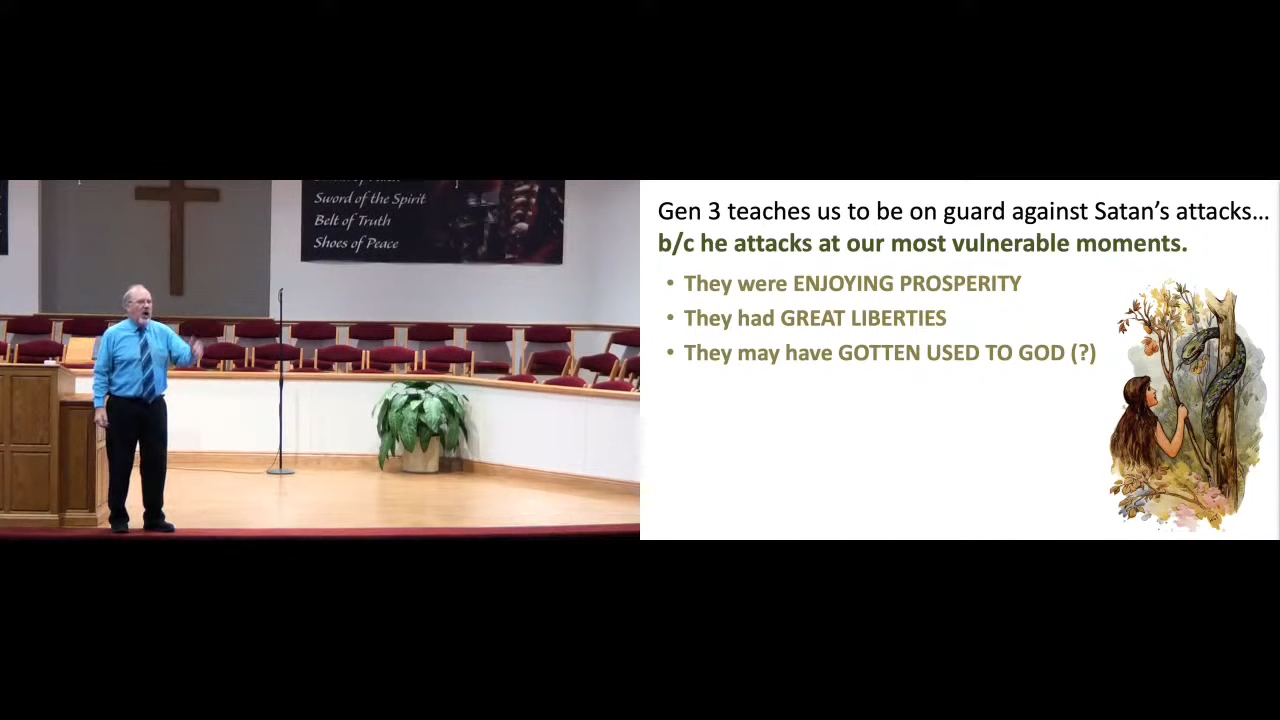 Sword of the Spirit
Belt of Truth
Shoes of Peace
Gen 3 teaches us to be on guard against Satan’s attacks…
b/c he attacks at our most vulnerable moments.
• They were ENJOYING PROSPERITY
• They had GREAT LIBERTIES
• They may have GOTTEN USED TO GOD (?)